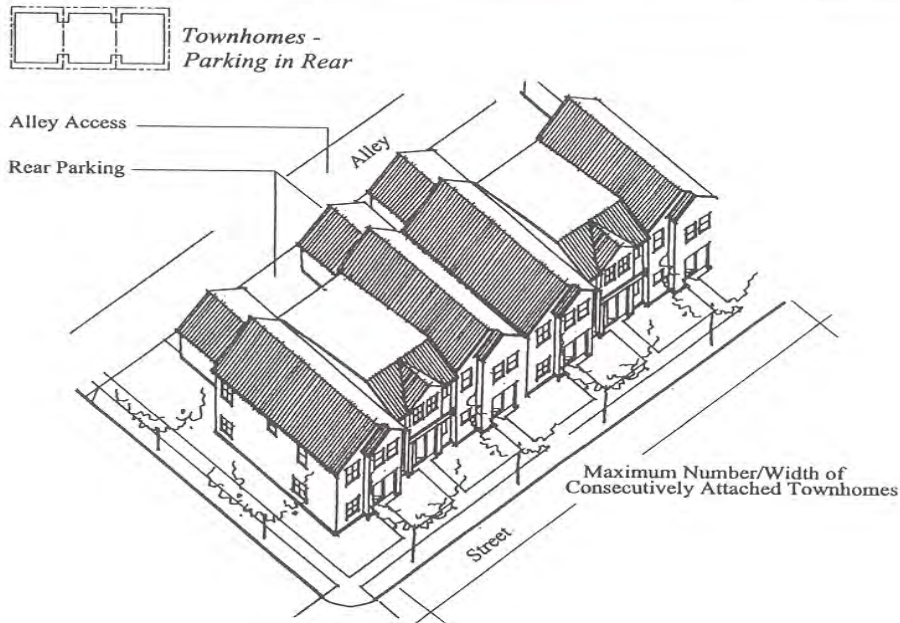 Townhomes -
Parking in Rear
Alley Access
Alley
Rear Parking
Maximum Number/Width of
Consecutively Attached Townhomes
Street